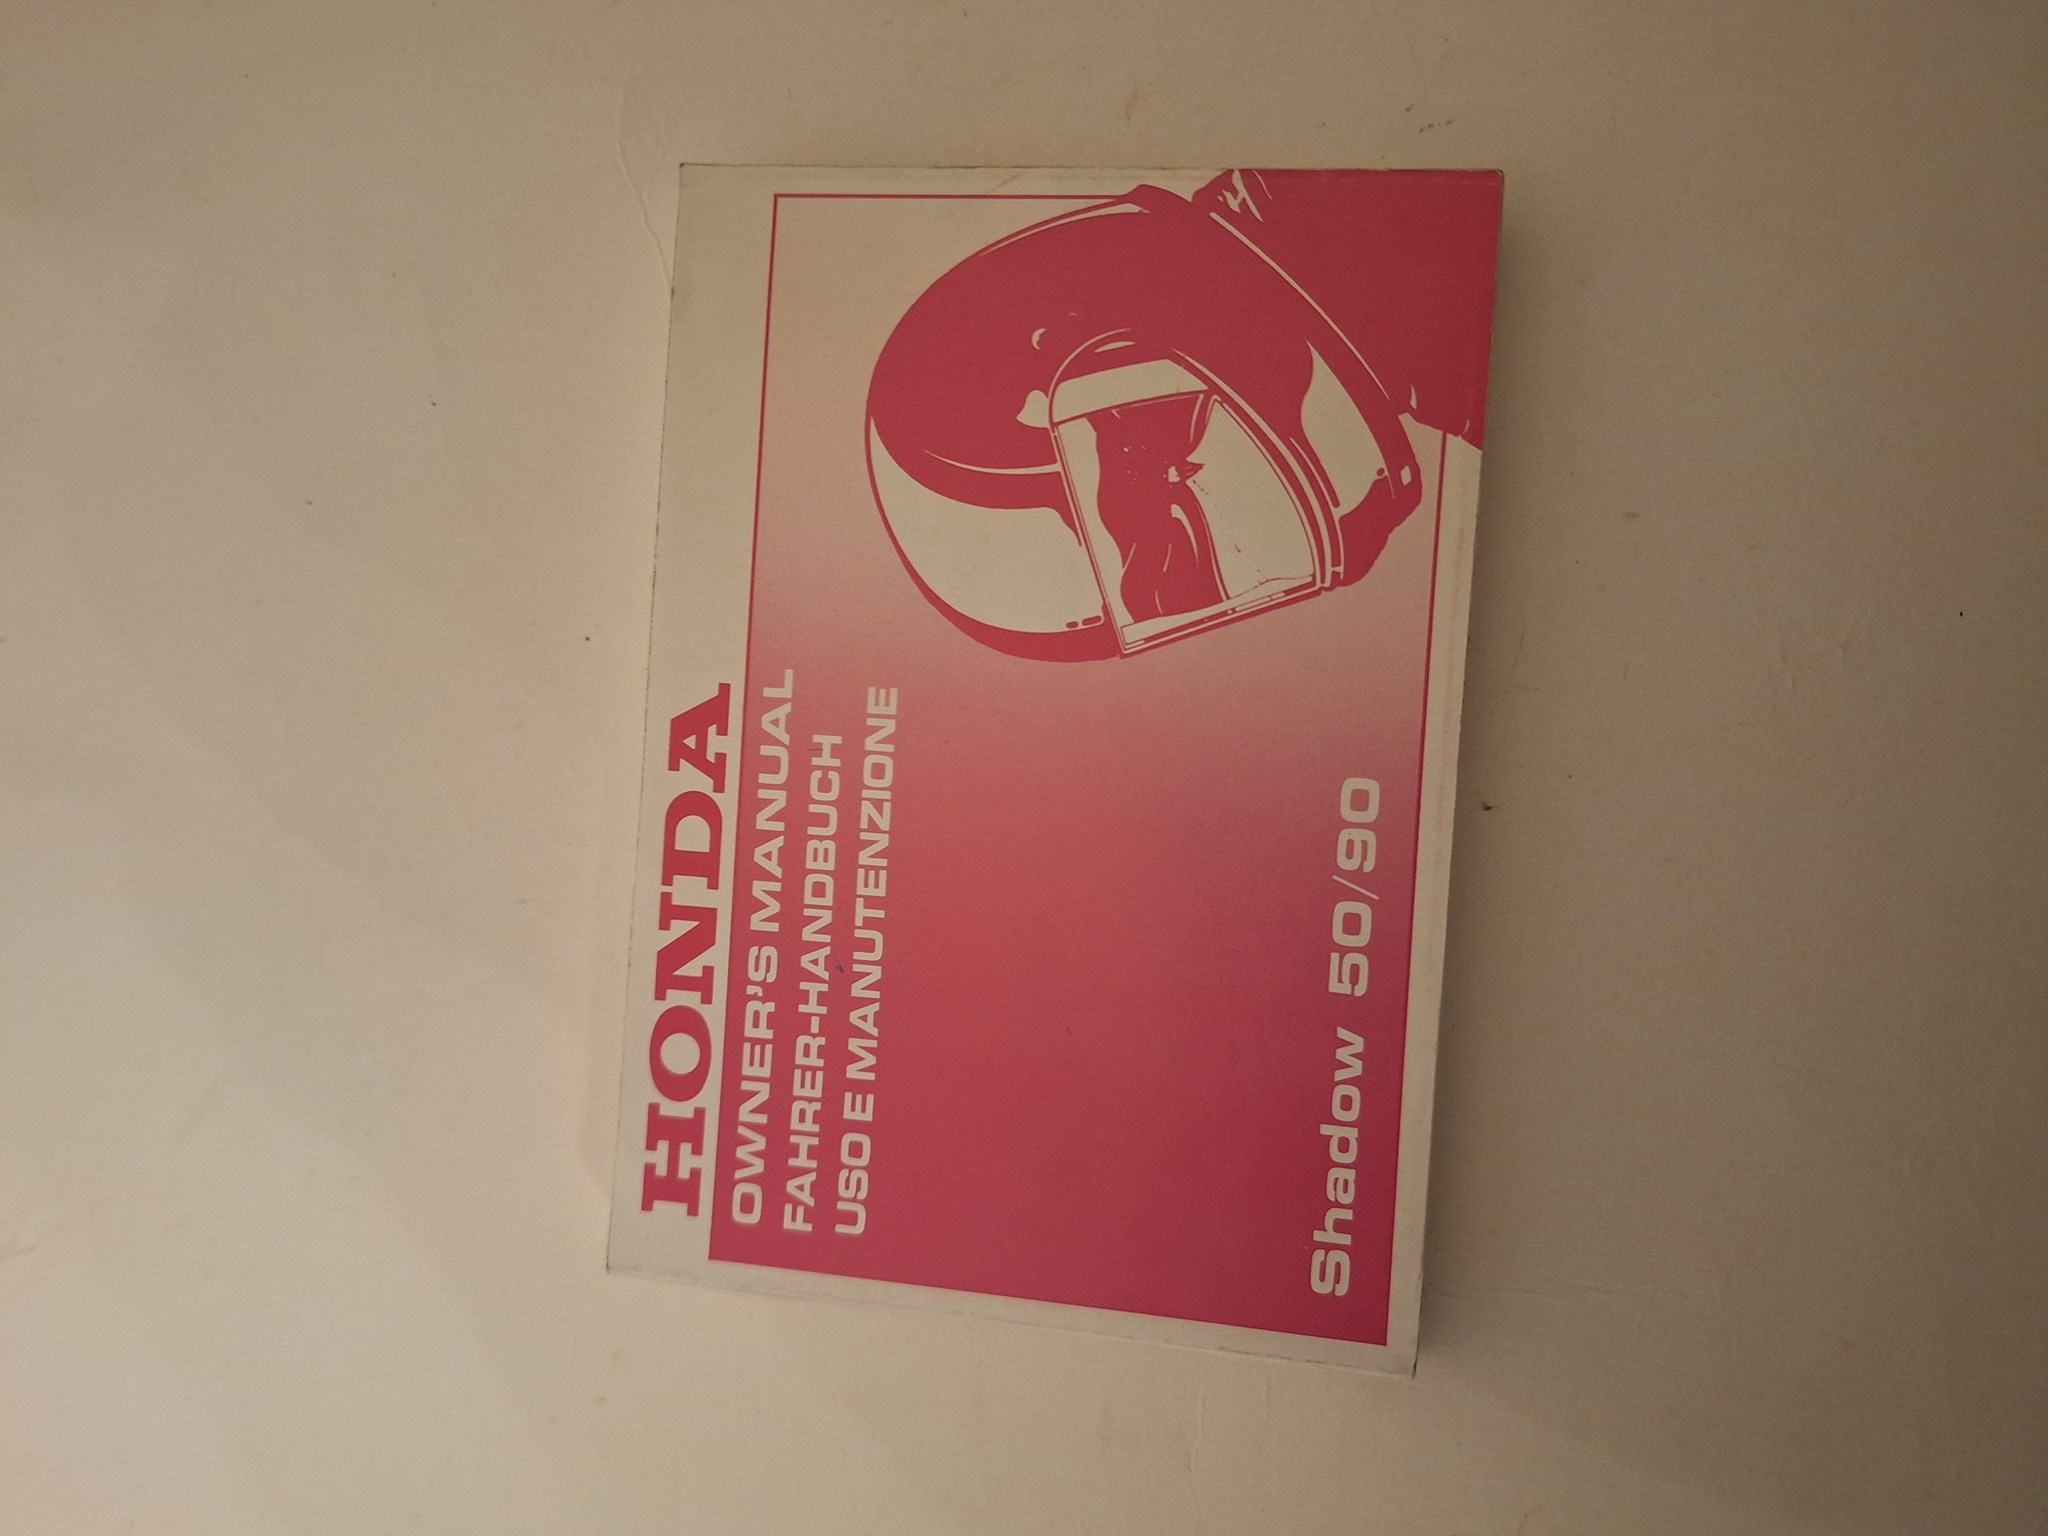 HONDA
OWNER'S MANUAL
FAHRER-HANDBUCH
USO E MANUTENZIONE
Shadow 50/90